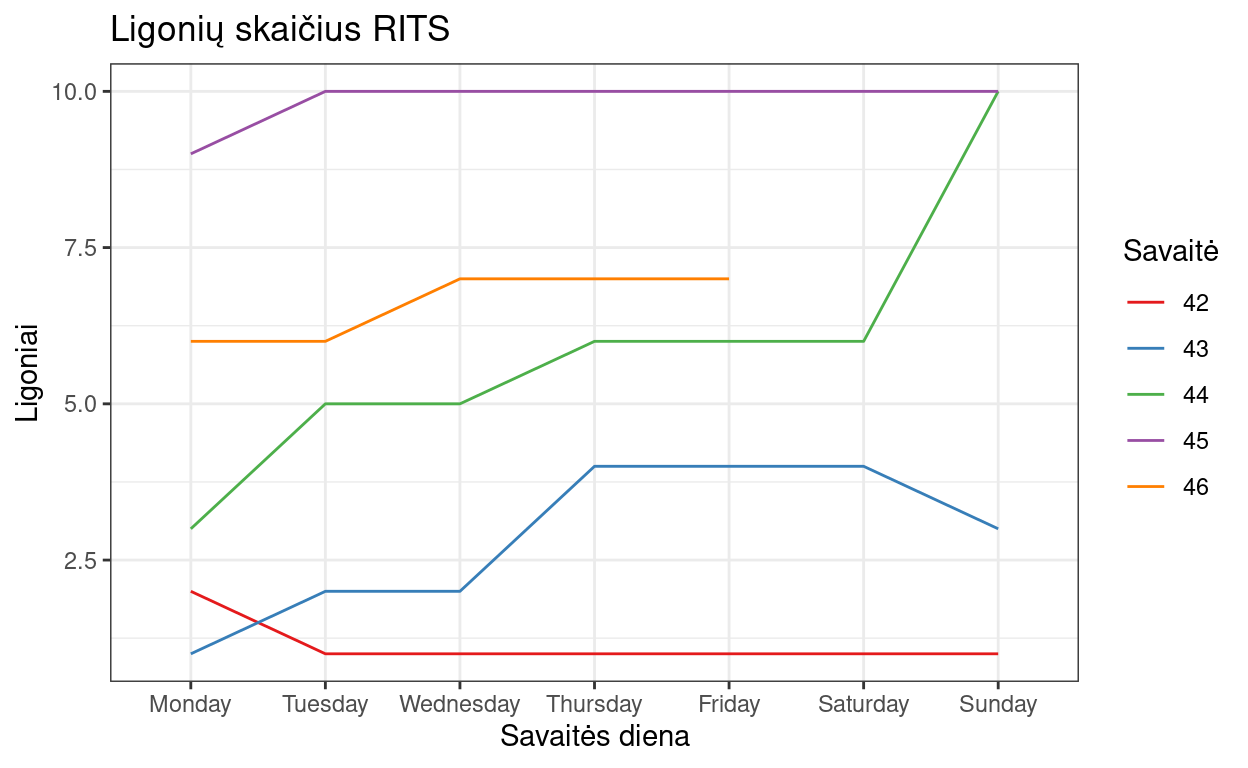 Ligonių skaičius RITS
10.0
7.5
5.0
2.5
Ligoniai
Monday Tuesday Wednesday Thursday Friday Saturday Sunday
Savaitės diena
Savaitė
42
43
44
45
46